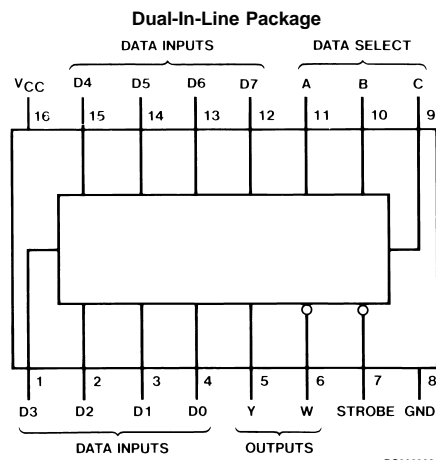 Dual-In-Line Package
DATA INPUTS DATA SELECT
VCC D4 D5 D6 D7 A B C
16 15 14 13 12 11 10 9
1 2 3 4 5 6 7 8
D3 D2 D1 D0 Y W STROBE GND
DATA INPUTS OUTPUTS